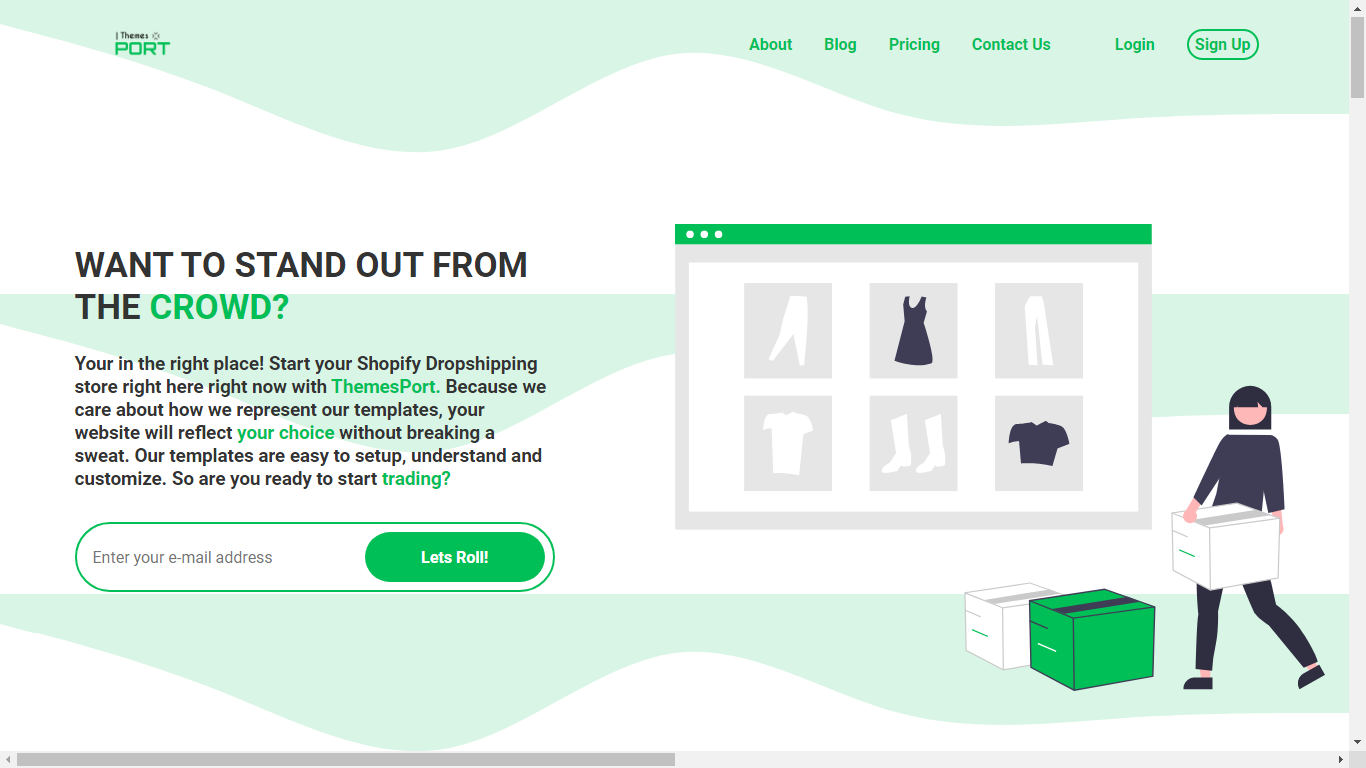 | Themes
PORT
About Blog Pricing Contact Us Login Sign Up
WANT TO STAND OUT FROM
THE CROWD?
Your in the right place! Start your Shopify Dropshipping
store right here right now with ThemesPort. Because we
care about how we represent our templates, your
website will reflect your choice without breaking a
sweat. Our templates are easy to setup, understand and
customize. So are you ready to start trading?
Enter your e-mail address
Lets Roll!